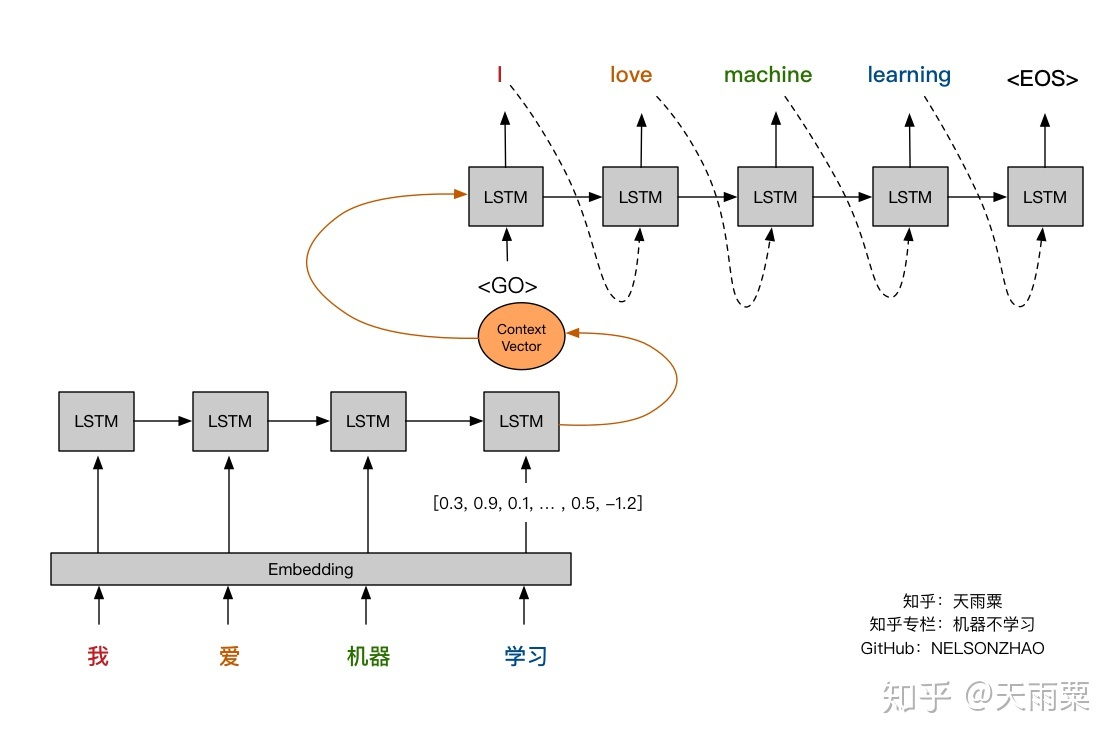 I love machine learning <EOS>
LSTM LSTM LSTM LSTM LSTM
<GO>
Context
Vector
LSTM LSTM LSTM LSTM
[0.3, 0.9, 0.1, ... , 0.5, –1.2]
Embedding
我 爱 机器 学习
知乎：天雨粟
知乎专栏：机器不学习
GitHub：NELSONZHAO
知乎 @天雨粟